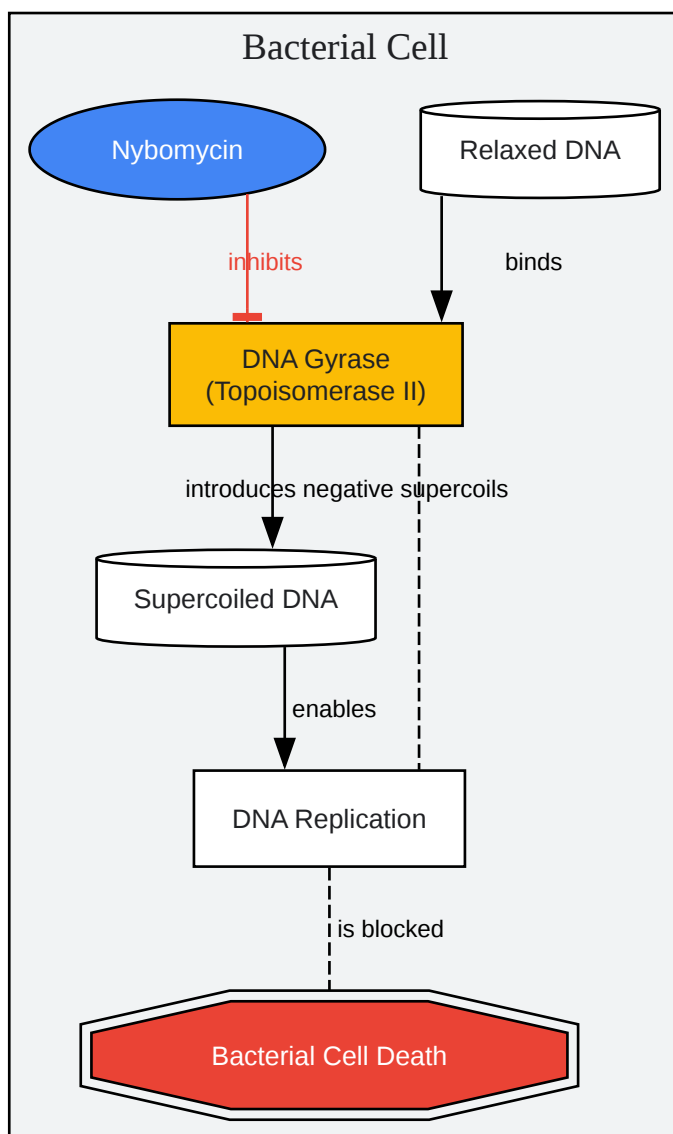 Bacterial Cell
Nybomycin
Relaxed DNA
inhibits
binds
DNA Gyrase
(Topoisomerase II)
introduces negative supercoils
Supercoiled DNA
enables
DNA Replication
is blocked
Bacterial Cell Death